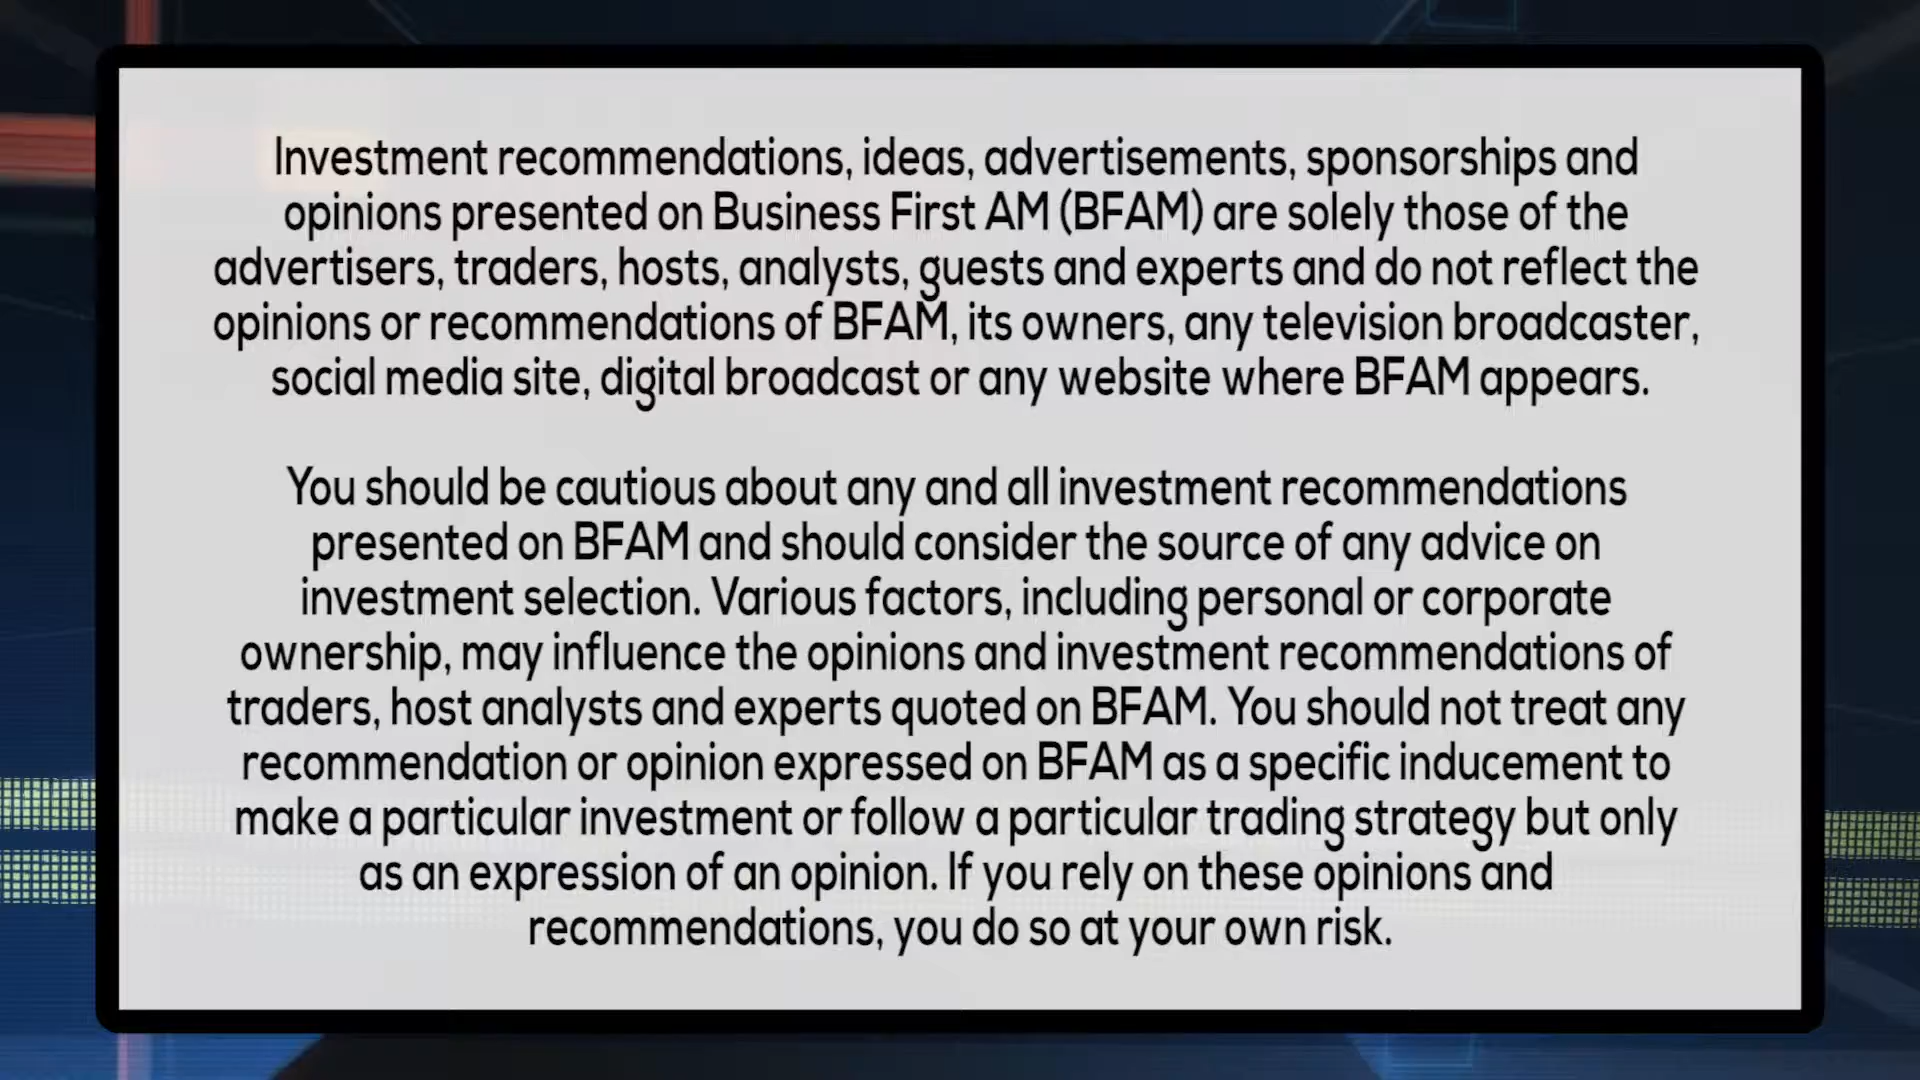 Investment recommendations, ideas, advertisements, sponsorships and
opinions presented on Business First AM (BFAM) are solely those of the
advertisers, traders, hosts, analysts, guests and experts and do not reflect the
opinions or recommendations of BFAM, its owners, any television broadcaster,
social media site, digital broadcast or any website where BFAM appears.
You should be cautious about any and all investment recommendations
presented on BFAM and should consider the source of any advice on
investment selection. Various factors, including personal or corporate
ownership, may influence the opinions and investment recommendations of
traders, host analysts and experts quoted on BFAM. You should not treat any
recommendation or opinion expressed on BFAM as a specific inducement to
make a particular investment or follow a particular trading strategy but only
as an expression of an opinion. If you rely on these opinions and
recommendations, you do so at your own risk.